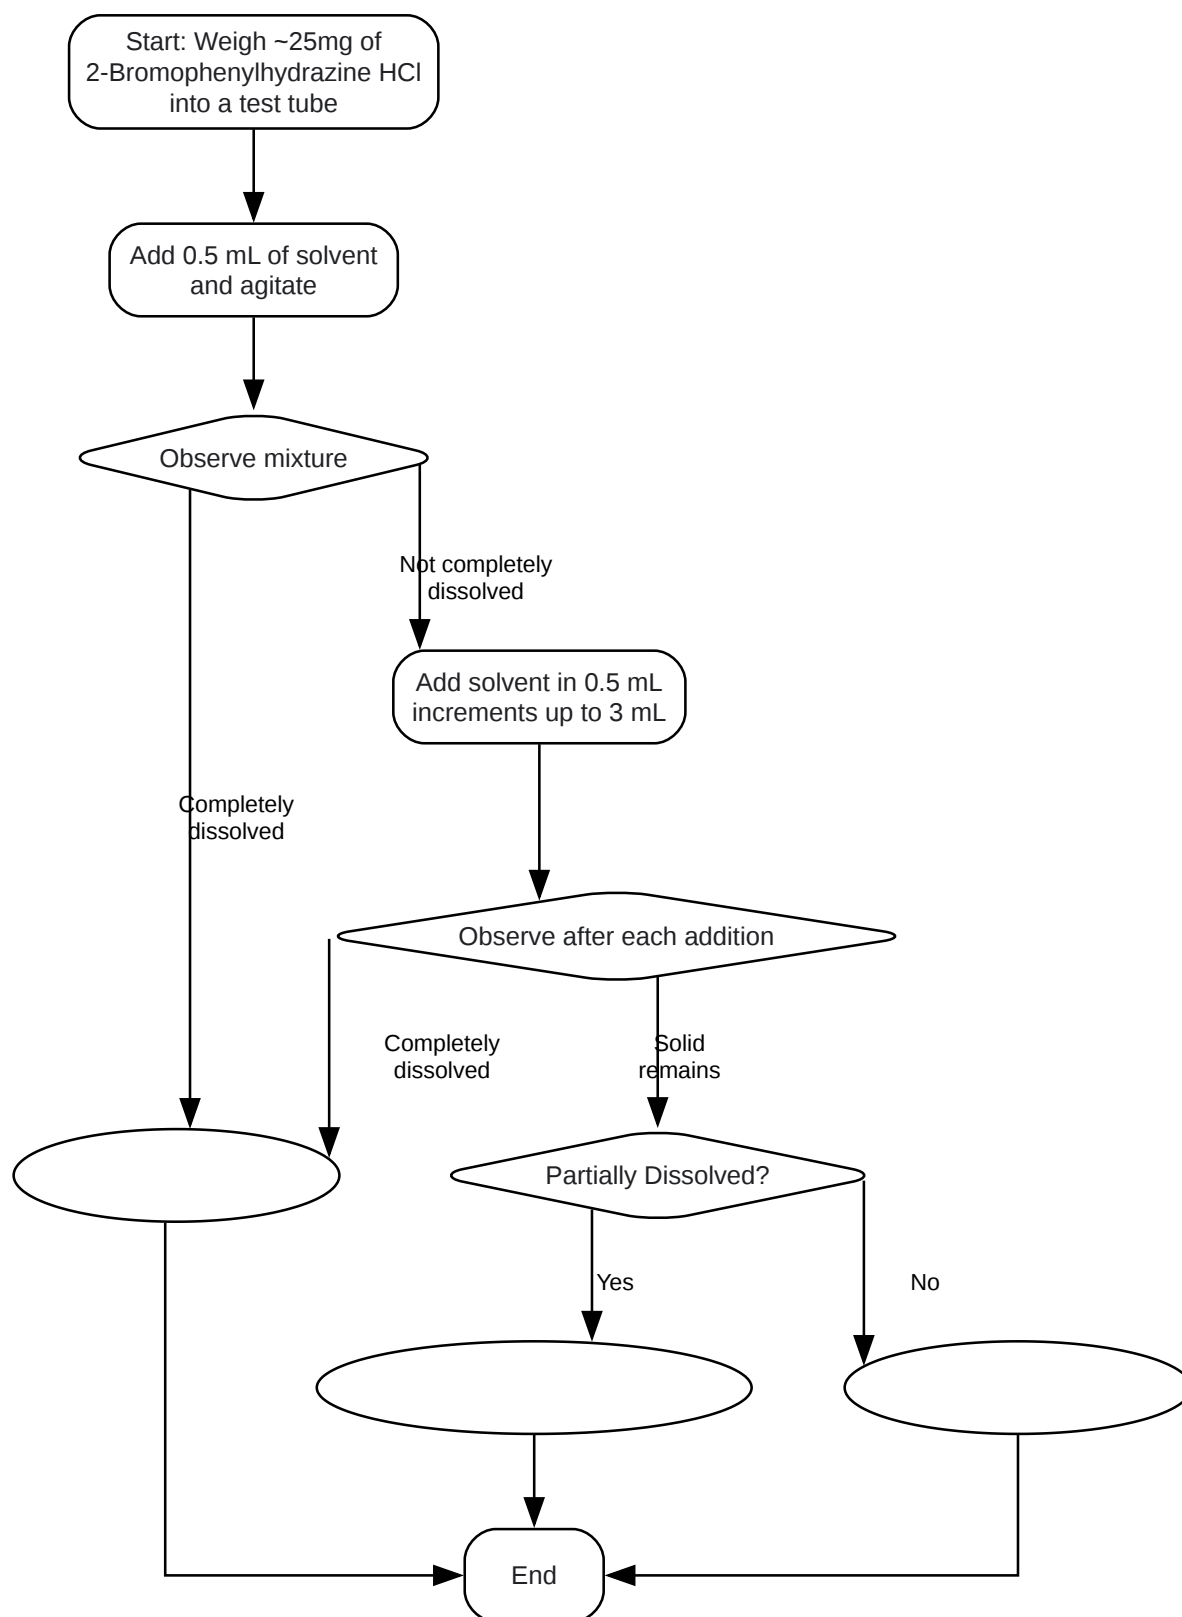 Start: Weigh ~25mg of
2-Bromophenylhydrazine HCl
into a test tube
Add 0.5 mL of solvent
and agitate
Observe mixture
Not completely
dissolved
Add solvent in 0.5 mL
increments up to 3 mL
Completely
dissolved
Observe after each addition
Completely
dissolved
Solid
remains
Partially Dissolved?
Yes
No
End